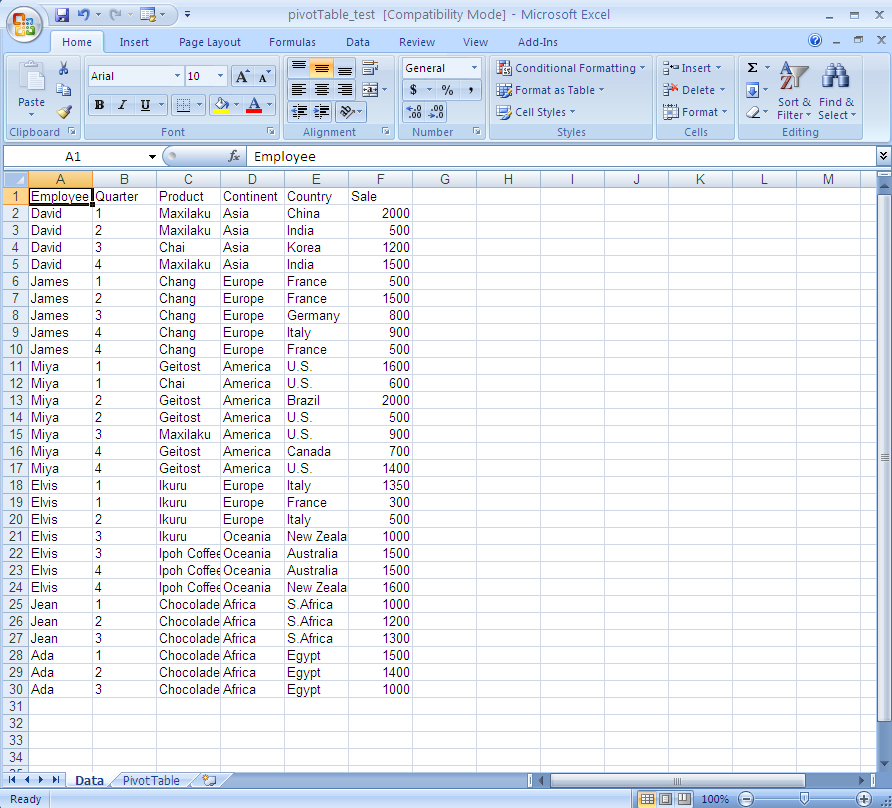 pivotTable_test [Compatibility Mode] - Microsoft Excel
Home Insert Page Layout Formulas Data Review View Add-Ins
Paste
Clipboard
Arial 10
B I U A
Font
Alignment
General
$ % ,
Number
Conditional Formatting
Format as Table
Cell Styles
Styles
Insert
Delete
Format
Cells
Σ
Sort & Filter
Find & Select
Editing
A1 fx Employee
A B C D E F G H I J K L M
1 Employee Quarter Product Continent Country Sale
2 David 1 Maxilaku Asia China 2000
3 David 2 Maxilaku Asia India 500
4 David 3 Chai Asia Korea 1200
5 David 4 Maxilaku Asia India 1500
6 James 1 Chang Europe France 500
7 James 2 Chang Europe France 1500
8 James 3 Chang Europe Germany 800
9 James 4 Chang Europe Italy 900
10 James 4 Chang Europe France 500
11 Miya 1 Geitost America U.S. 1600
12 Miya 1 Chai America U.S. 600
13 Miya 2 Geitost America Brazil 2000
14 Miya 2 Geitost America U.S. 500
15 Miya 3 Maxilaku America U.S. 900
16 Miya 4 Geitost America Canada 700
17 Miya 4 Geitost America U.S. 1400
18 Elvis 1 Ikuru Europe Italy 1350
19 Elvis 1 Ikuru Europe France 300
20 Elvis 2 Ikuru Europe Italy 500
21 Elvis 3 Ikuru Oceania New Zeala 1000
22 Elvis 3 Ipoh Coffee Oceania Australia 1500
23 Elvis 4 Ipoh Coffee Oceania Australia 1500
24 Elvis 4 Ipoh Coffee Oceania New Zeala 1600
25 Jean 1 Chocolade Africa S.Africa 1000
26 Jean 2 Chocolade Africa S.Africa 1200
27 Jean 3 Chocolade Africa S.Africa 1300
28 Ada 1 Chocolade Africa Egypt 1500
29 Ada 2 Chocolade Africa Egypt 1400
30 Ada 3 Chocolade Africa Egypt 1000
31
32
33
34
35
Data PivotTable
Ready 100%